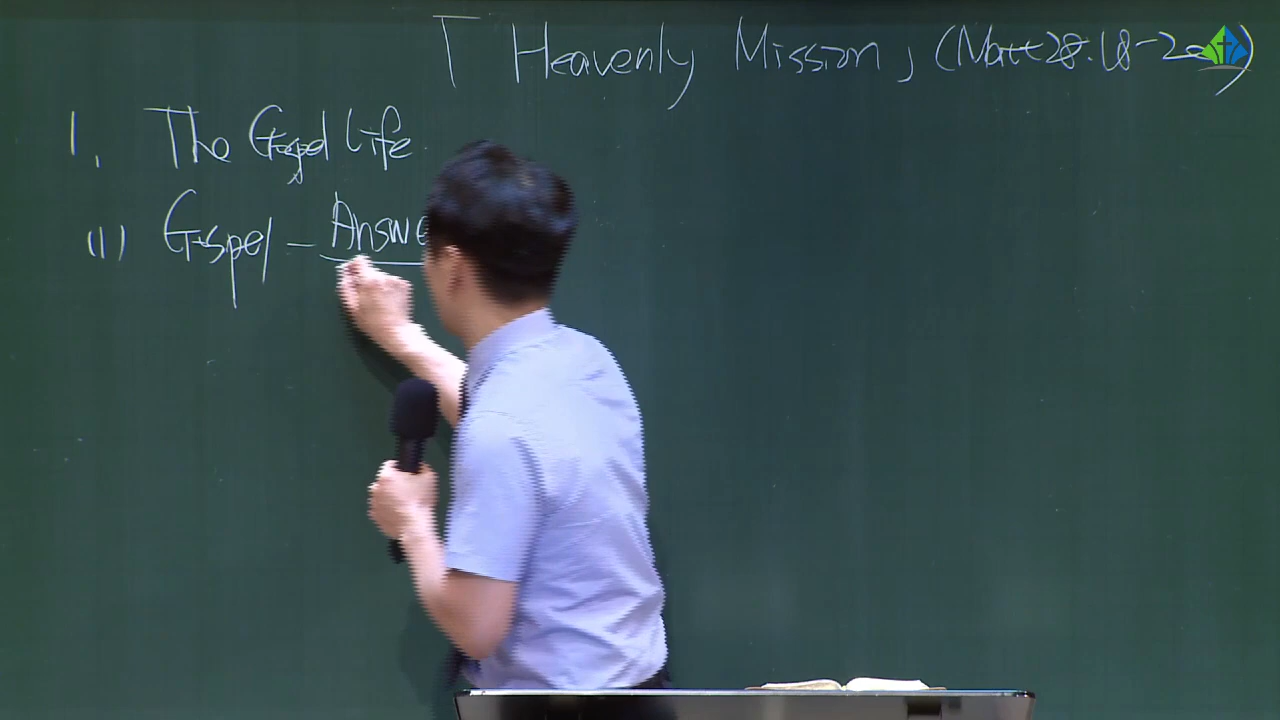 「 Heavenly Mission 」 (Matt 28:18-20)
1. The Gospel Life
(1) Gospel - Answe